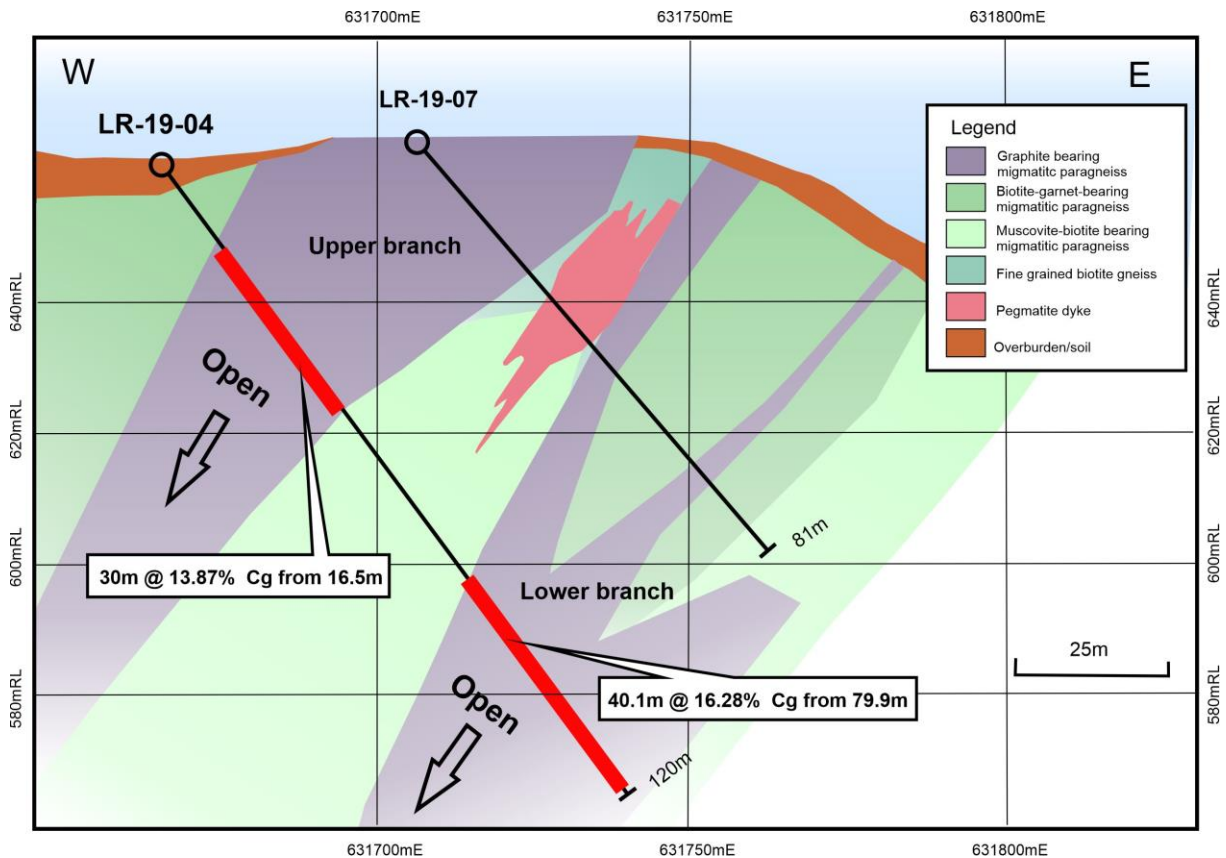 631700mE
631750mE
631800mE
W
E
LR-19-04
LR-19-07
Legend
Graphite bearing
migmatitc paragneiss
Biotite-garnet-bearing
migmatitic paragneiss
Muscovite-biotite bearing
migmatitic paragneiss
Fine grained biotite gneiss
Pegmatite dyke
Overburden/soil
Upper branch
640mRL
640mRL
Open
620mRL
620mRL
81m
600mRL
600mRL
30m @ 13.87% Cg from 16.5m
Lower branch
25m
580mRL
580mRL
40.1m @ 16.28% Cg from 79.9m
Open
120m
631700mE
631750mE
631800mE